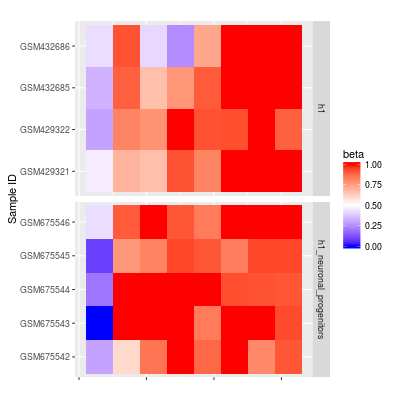 GSM432686
GSM432685
GSM429322
GSM429321
h1
GSM675546
GSM675545
GSM675544
GSM675543
GSM675542
h1_neuronal_progenitors
Sample ID
beta
1.00
0.75
0.50
0.25
0.00